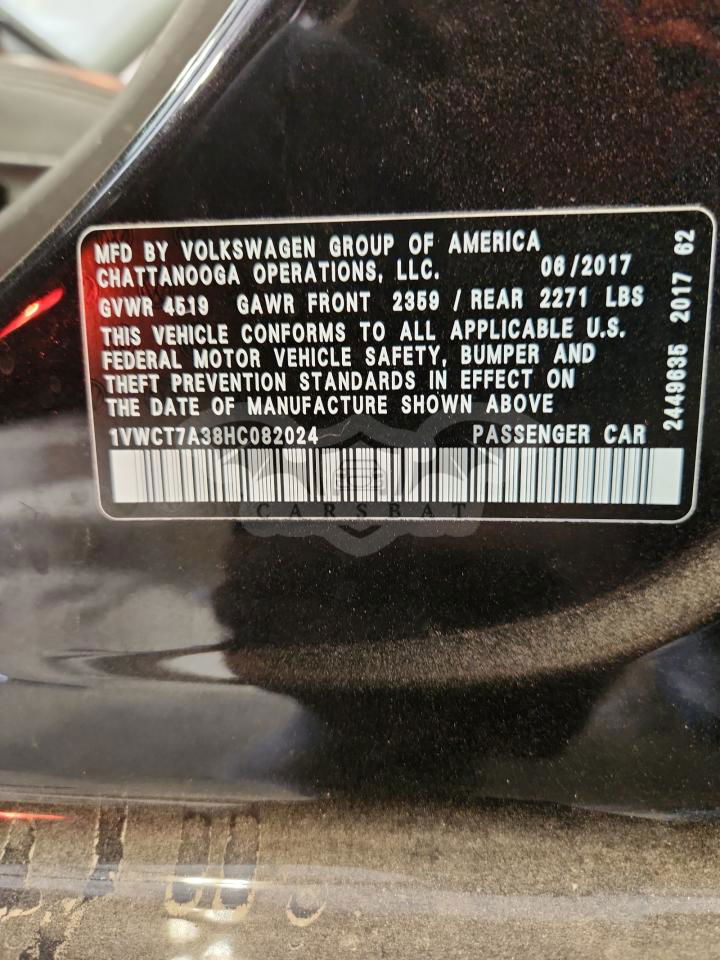 MFD BY VOLKSWAGEN GROUP OF AMERICA
CHATTANOOGA OPERATIONS, LLC. 06/2017
GVWR 4519 GAWR FRONT 2359 / REAR 2271 LBS
THIS VEHICLE CONFORMS TO ALL APPLICABLE U.S.
FEDERAL MOTOR VEHICLE SAFETY, BUMPER AND
THEFT PREVENTION STANDARDS IN EFFECT ON
THE DATE OF MANUFACTURE SHOWN ABOVE
1VWCT7A38HC082024 PASSENGER CAR
2449635 2017 62
CARSBAT